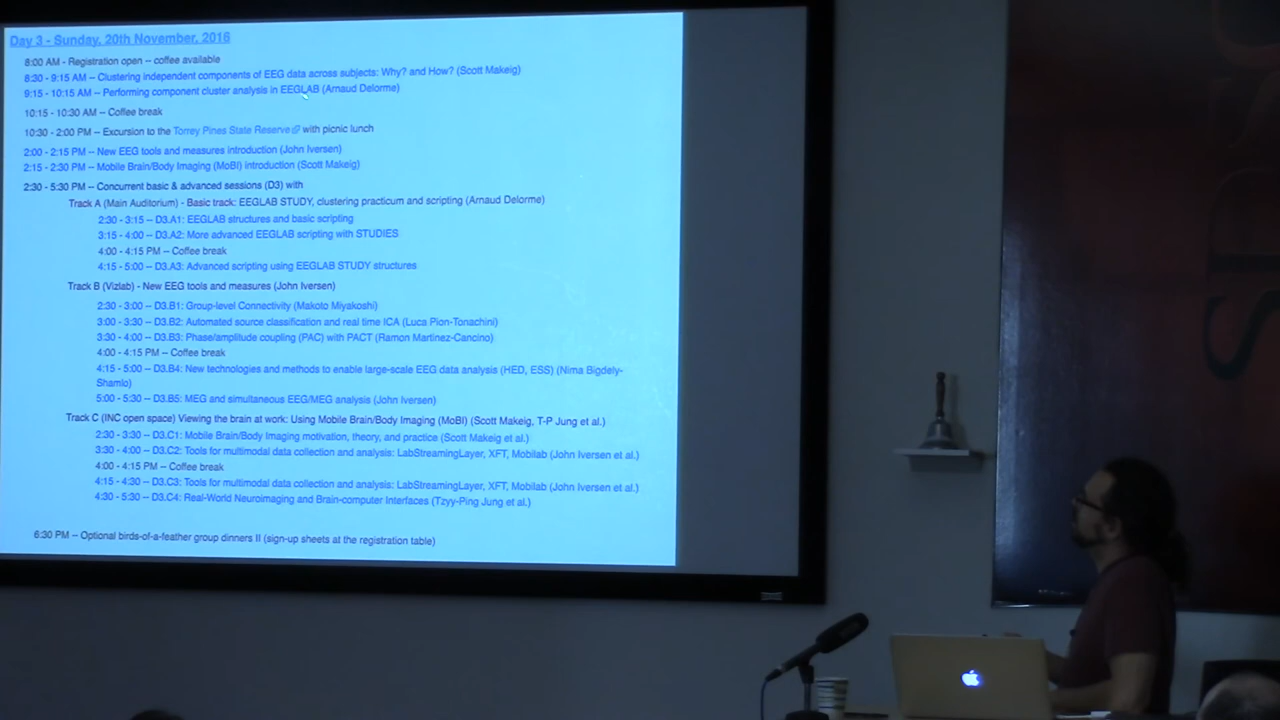 Day 3 - Sunday, 20th November, 2016
8:00 AM - Registration open -- coffee available
8:30 - 9:15 AM -- Clustering independent components of EEG data across subjects: Why? and How? (Scott Makeig)
9:15 - 10:15 AM -- Performing component cluster analysis in EEGLAB (Arnaud Delorme)
10:15 - 10:30 AM -- Coffee break
10:30 - 2:00 PM -- Excursion to the Torrey Pines State Reserve with picnic lunch
2:00 - 2:15 PM -- New EEG tools and measures introduction (John Iversen)
2:15 - 2:30 PM -- Mobile Brain/Body Imaging (MoBI) introduction (Scott Makeig)
2:30 - 5:30 PM -- Concurrent basic & advanced sessions (D3) with
Track A (Main Auditorium) - Basic track: EEGLAB STUDY, clustering practicum and scripting (Arnaud Delorme)
2:30 - 3:15 -- D3.A1: EEGLAB structures and basic scripting
3:15 - 4:00 -- D3.A2: More advanced EEGLAB scripting with STUDIES
4:00 - 4:15 PM -- Coffee break
4:15 - 5:00 -- D3.A3: Advanced scripting using EEGLAB STUDY structures
Track B (Vizlab) - New EEG tools and measures (John Iversen)
2:30 - 3:00 -- D3.B1: Group-level Connectivity (Makoto Miyakoshi)
3:00 - 3:30 -- D3.B2: Automated source classification and real time ICA (Luca Pion-Tonachini)
3:30 - 4:00 -- D3.B3: Phase/amplitude coupling (PAC) with PACT (Ramon Martinez-Cancino)
4:00 - 4:15 PM -- Coffee break
4:15 - 5:00 -- D3.B4: New technologies and methods to enable large-scale EEG data analysis (HED, ESS) (Nima Bigdely-
Shamlo)
5:00 - 5:30 -- D3.B5: MEG and simultaneous EEG/MEG analysis (John Iversen)
Track C (INC open space) Viewing the brain at work: Using Mobile Brain/Body Imaging (MoBI) (Scott Makeig, T-P Jung et al.)
2:30 - 3:30 -- D3.C1: Mobile Brain/Body Imaging motivation, theory, and practice (Scott Makeig et al.)
3:30 - 4:00 -- D3.C2: Tools for multimodal data collection and analysis: LabStreamingLayer, XFT, Mobilab (John Iversen et al.)
4:00 - 4:15 PM -- Coffee break
4:15 - 4:30 -- D3.C3: Tools for multimodal data collection and analysis: LabStreamingLayer, XFT, Mobilab (John Iversen et al.)
4:30 - 5:30 -- D3.C4: Real-World Neuroimaging and Brain-computer Interfaces (Tzyy-Ping Jung et al.)
6:30 PM -- Optional birds-of-a-feather group dinners II (sign-up sheets at the registration table)